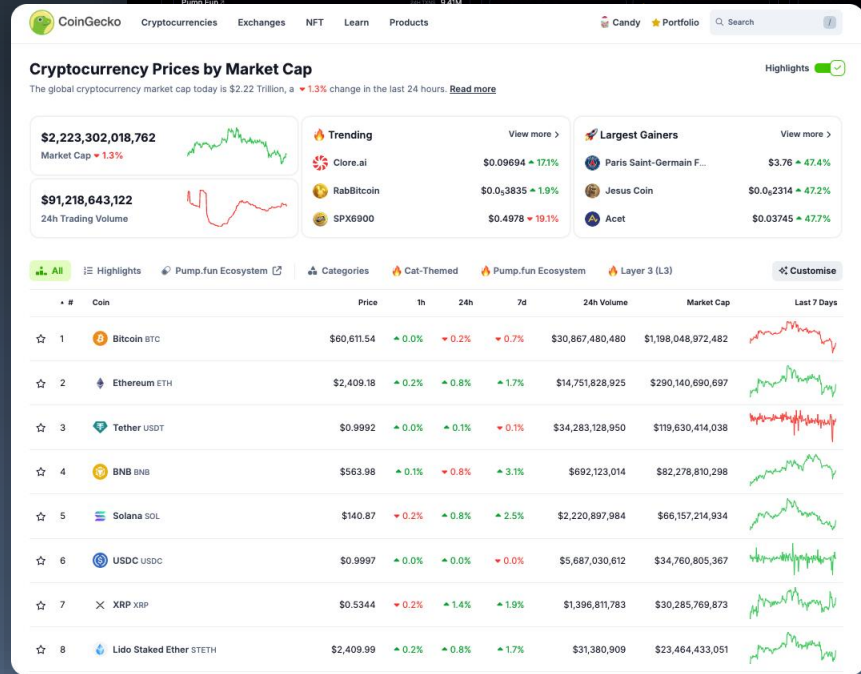 Pump Fun
9.41M
CoinGecko
Cryptocurrencies Exchanges NFT Learn Products
Candy Portfolio Search /
Cryptocurrency Prices by Market Cap
Highlights
The global cryptocurrency market cap today is $2.22 Trillion, a ▼ 1.3% change in the last 24 hours. Read more
$2,223,302,018,762
Market Cap ▼ 1.3%
$91,218,643,122
24h Trading Volume
🔥 Trending View more >
Clore.ai $0.09694 ▲ 17.1%
RabBitcoin $0.0₅3835 ▲ 1.9%
SPX6900 $0.4978 ▼ 19.1%
🚀 Largest Gainers View more >
Paris Saint-Germain F... $3.76 ▲ 47.4%
Jesus Coin $0.0₆2314 ▲ 47.2%
Acet $0.03745 ▲ 47.7%
All Highlights Pump.fun Ecosystem Categories 🔥 Cat-Themed 🔥 Pump.fun Ecosystem 🔥 Layer 3 (L3) Customise
# Coin Price 1h 24h 7d 24h Volume Market Cap Last 7 Days
1 Bitcoin BTC $60,611.54 ▲ 0.0% ▼ 0.2% ▼ 0.7% $30,867,480,480 $1,198,048,972,482
2 Ethereum ETH $2,409.18 ▲ 0.2% ▲ 0.8% ▲ 1.7% $14,751,828,925 $290,140,690,697
3 Tether USDT $0.9992 ▲ 0.0% ▲ 0.1% ▼ 0.1% $34,283,128,950 $119,630,414,038
4 BNB BNB $563.98 ▲ 0.1% ▼ 0.8% ▲ 3.1% $692,123,014 $82,278,810,298
5 Solana SOL $140.87 ▼ 0.2% ▲ 0.8% ▲ 2.5% $2,220,897,984 $66,157,214,934
6 USDC USDC $0.9997 ▲ 0.0% ▲ 0.0% ▼ 0.0% $5,687,030,612 $34,760,805,367
7 XRP XRP $0.5344 ▼ 0.2% ▲ 1.4% ▲ 1.9% $1,396,811,783 $30,285,769,873
8 Lido Staked Ether STETH $2,409.99 ▲ 0.2% ▲ 0.8% ▲ 1.7% $31,380,909 $23,464,433,051